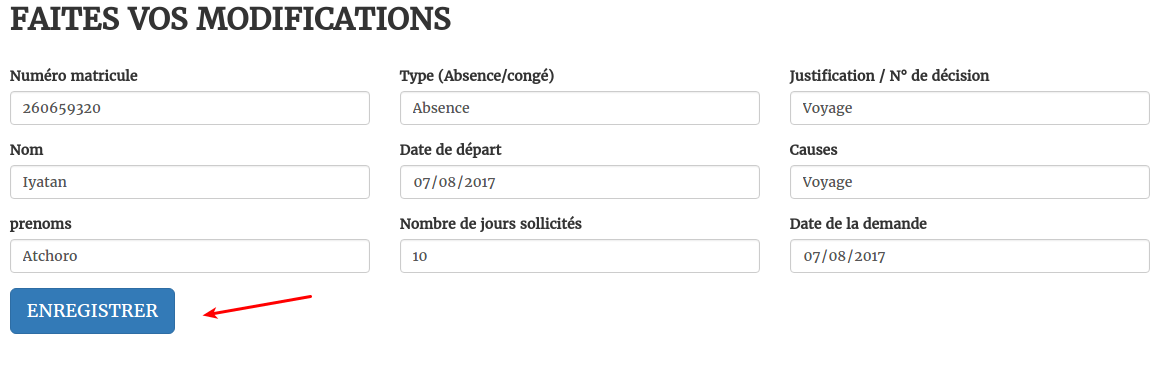 FAITES VOS MODIFICATIONS
Numéro matricule
260659320
Type (Absence/congé)
Absence
Justification / N° de décision
Voyage
Nom
Iyatan
Date de départ
07/08/2017
Causes
Voyage
prenoms
Atchoro
Nombre de jours sollicités
10
Date de la demande
07/08/2017
ENREGISTRER